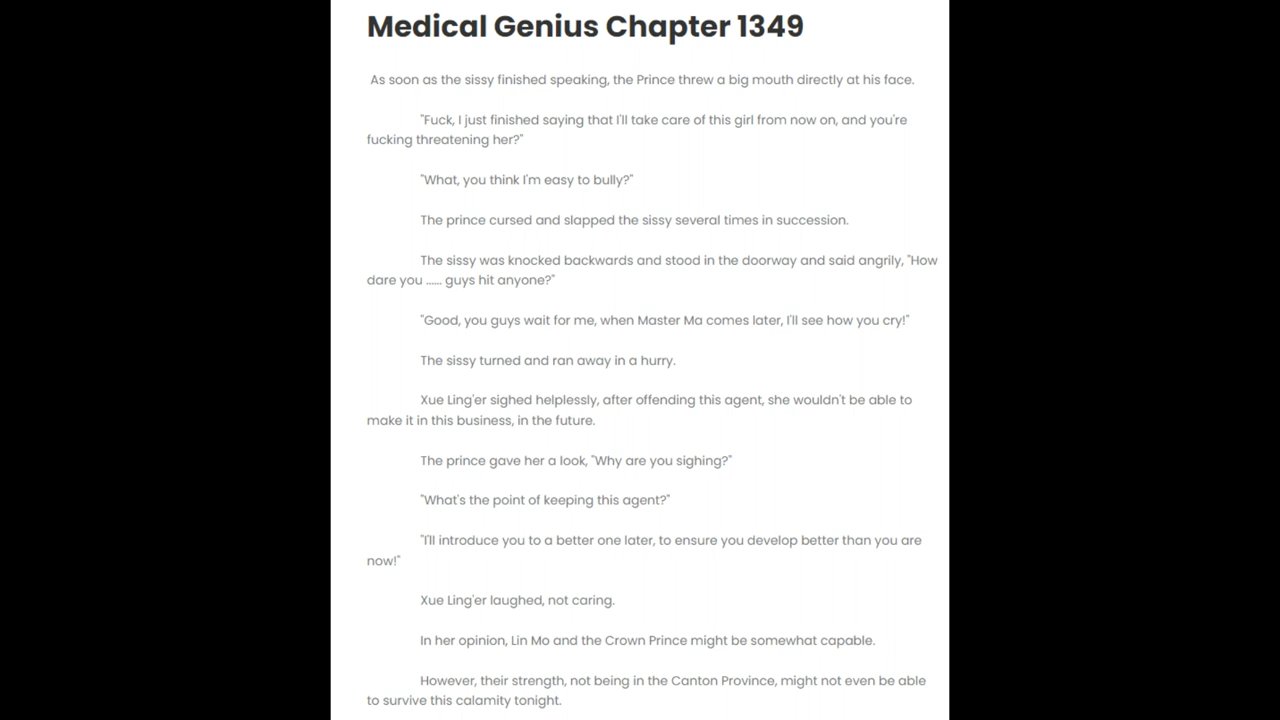 Medical Genius Chapter 1349
As soon as the sissy finished speaking, the Prince threw a big mouth directly at his face.
"Fuck, I just finished saying that I'll take care of this girl from now on, and you're
fucking threatening her?"
"What, you think I'm easy to bully?"
The prince cursed and slapped the sissy several times in succession.
The sissy was knocked backwards and stood in the doorway and said angrily, "How
dare you ...... guys hit anyone?"
"Good, you guys wait for me, when Master Ma comes later, I'll see how you cry!"
The sissy turned and ran away in a hurry.
Xue Ling'er sighed helplessly, after offending this agent, she wouldn't be able to
make it in this business, in the future.
The prince gave her a look, "Why are you sighing?"
"What's the point of keeping this agent?"
"I'll introduce you to a better one later, to ensure you develop better than you are
now!"
Xue Ling'er laughed, not caring.
In her opinion, Lin Mo and the Crown Prince might be somewhat capable.
However, their strength, not being in the Canton Province, might not even be able
to survive this calamity tonight.